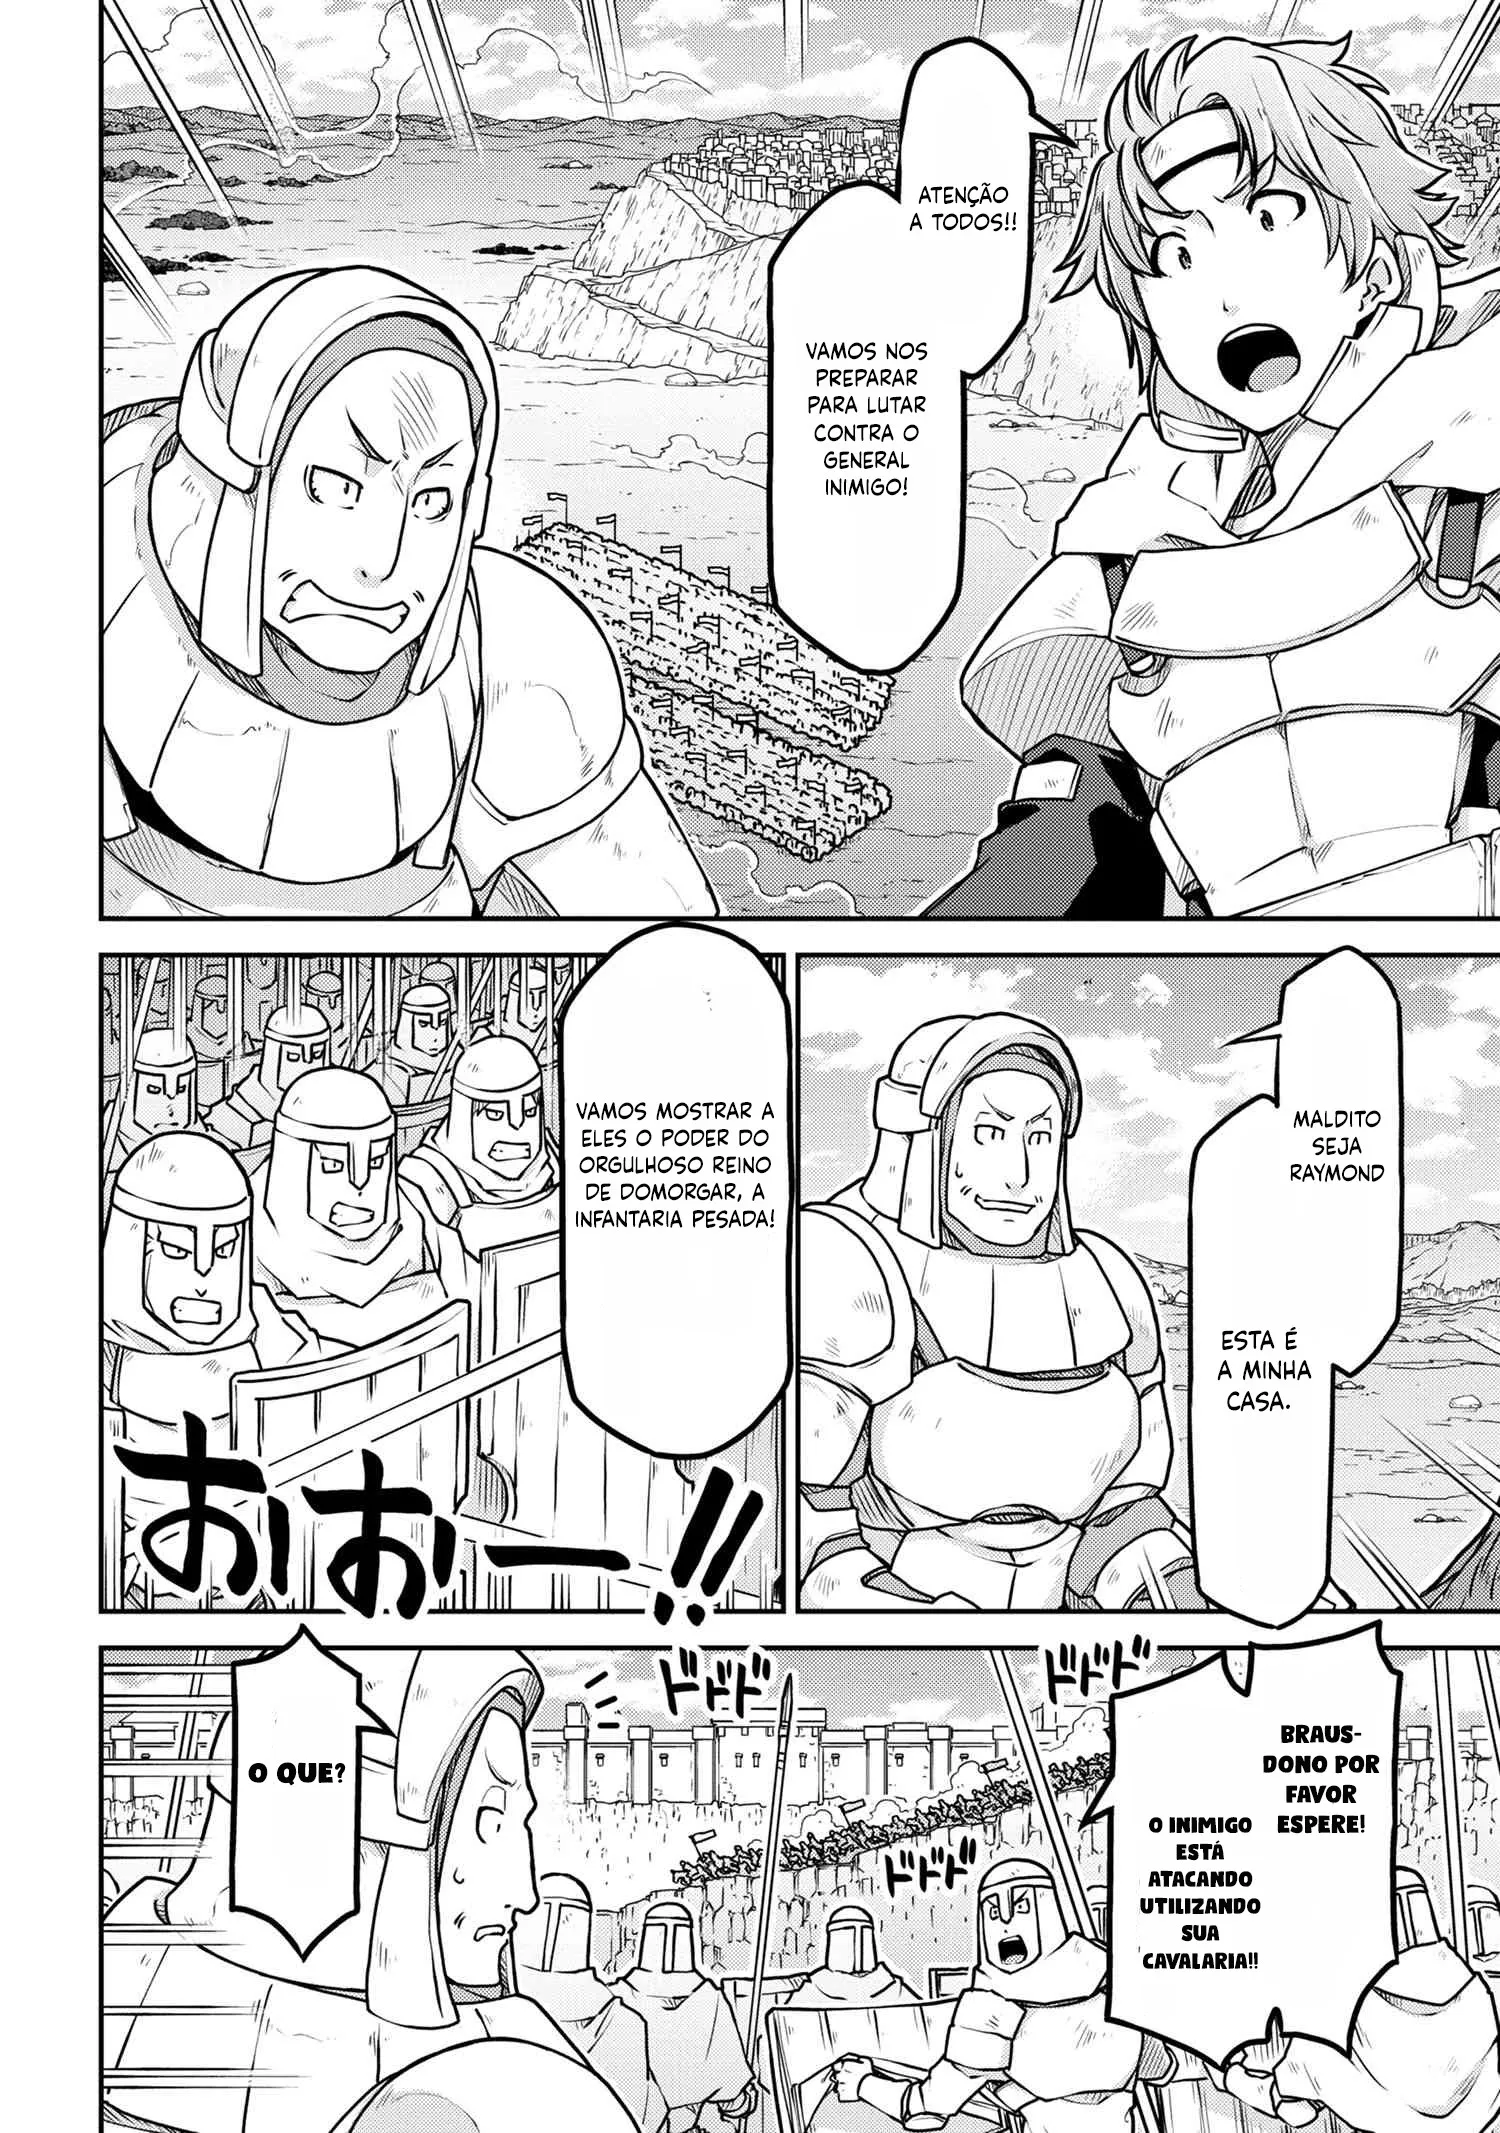 ATENÇÃO
A TODOS!!
VAMOS NOS
PREPARAR
PARA LUTAR
CONTRA O
GENERAL
INIMIGO!
MALDITO
SEJA
RAYMOND
ESTA É
A MINHA
CASA.
VAMOS MOSTRAR A
ELES O PODER DO
ORGULHOSO REINO
DE DOMORGAR, A
INFANTARIA PESADA!
おおー!!
ドドド
ドドド
ドドド
BRAUS-
DONO POR
FAVOR
ESPERE!
O INIMIGO
ESTÁ
ATACANDO
UTILIZANDO
SUA
CAVALARIA!!
O QUE?